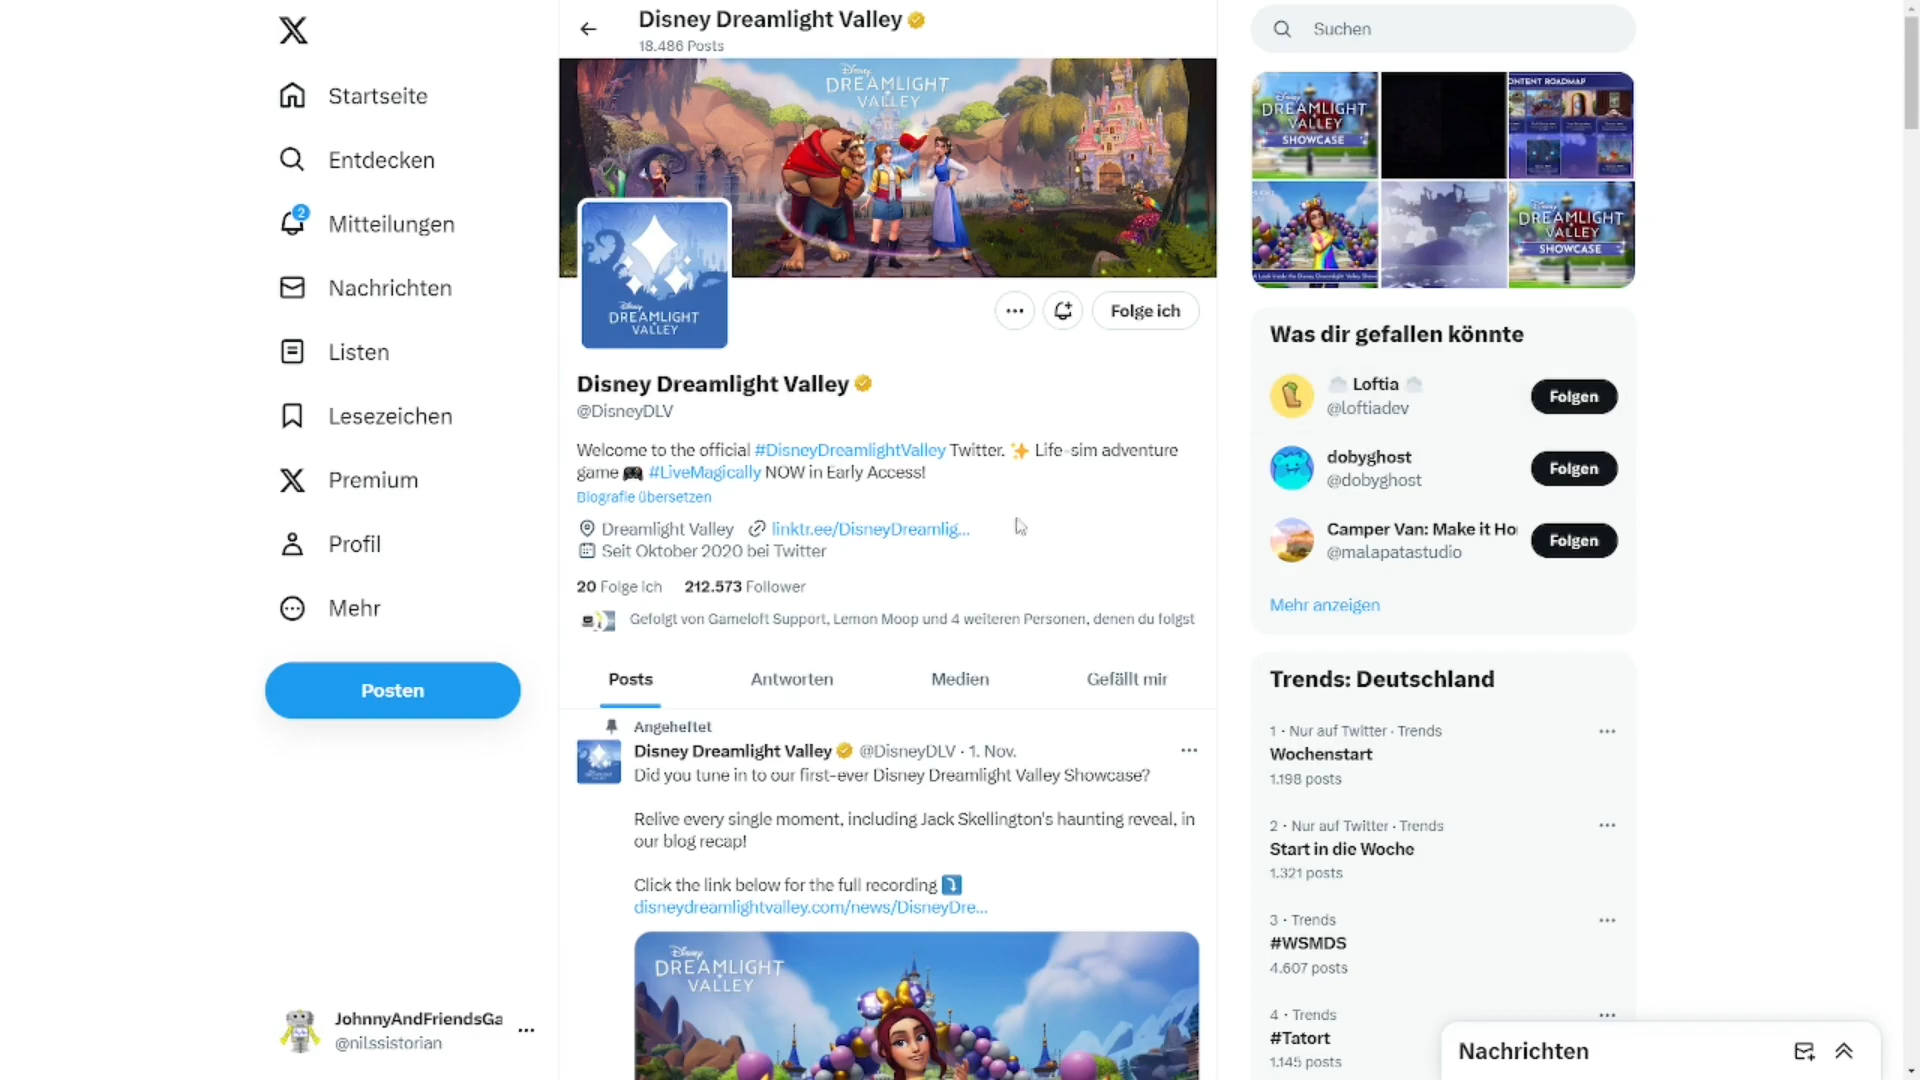 Startseite
Entdecken
2
Mitteilungen
Nachrichten
Listen
Lesezeichen
Premium
Profil
Mehr
Posten
JohnnyAndFriendsGa
@nilssistorian
Disney Dreamlight Valley
18.486 Posts
Disney
DREAMLIGHT
VALLEY
Disney
DREAMLIGHT
VALLEY
Folge ich
Disney Dreamlight Valley
@DisneyDLV
Welcome to the official #DisneyDreamlightValley Twitter. ✨ Life-sim adventure
game 🎮 #LiveMagically NOW in Early Access!
Biografie übersetzen
Dreamlight Valley linktr.ee/DisneyDreamlig...
Seit Oktober 2020 bei Twitter
20 Folge ich 212.573 Follower
Gefolgt von Gameloft Support, Lemon Moop und 4 weiteren Personen, denen du folgst
Posts Antworten Medien Gefällt mir
Angeheftet
Disney Dreamlight Valley @DisneyDLV · 1. Nov.
Did you tune in to our first-ever Disney Dreamlight Valley Showcase?
Relive every single moment, including Jack Skellington's haunting reveal, in
our blog recap!
Click the link below for the full recording ⤵
disneydreamlightvalley.com/news/DisneyDre...
Disney
DREAMLIGHT
VALLEY
Suchen
DREAMLIGHT
VALLEY
SHOWCASE
ONTENT ROADMAP
DREAMLIGHT
VALLEY
SHOWCASE
Was dir gefallen könnte
Loftia
@loftiadev
Folgen
dobyghost
@dobyghost
Folgen
Camper Van: Make it Ho
@malapatastudio
Folgen
Mehr anzeigen
Trends: Deutschland
1 · Nur auf Twitter · Trends
Wochenstart
1.198 posts
2 · Nur auf Twitter · Trends
Start in die Woche
1.321 posts
3 · Trends
#WSMDS
4.607 posts
4 · Trends
#Tatort
1.145 posts
Nachrichten